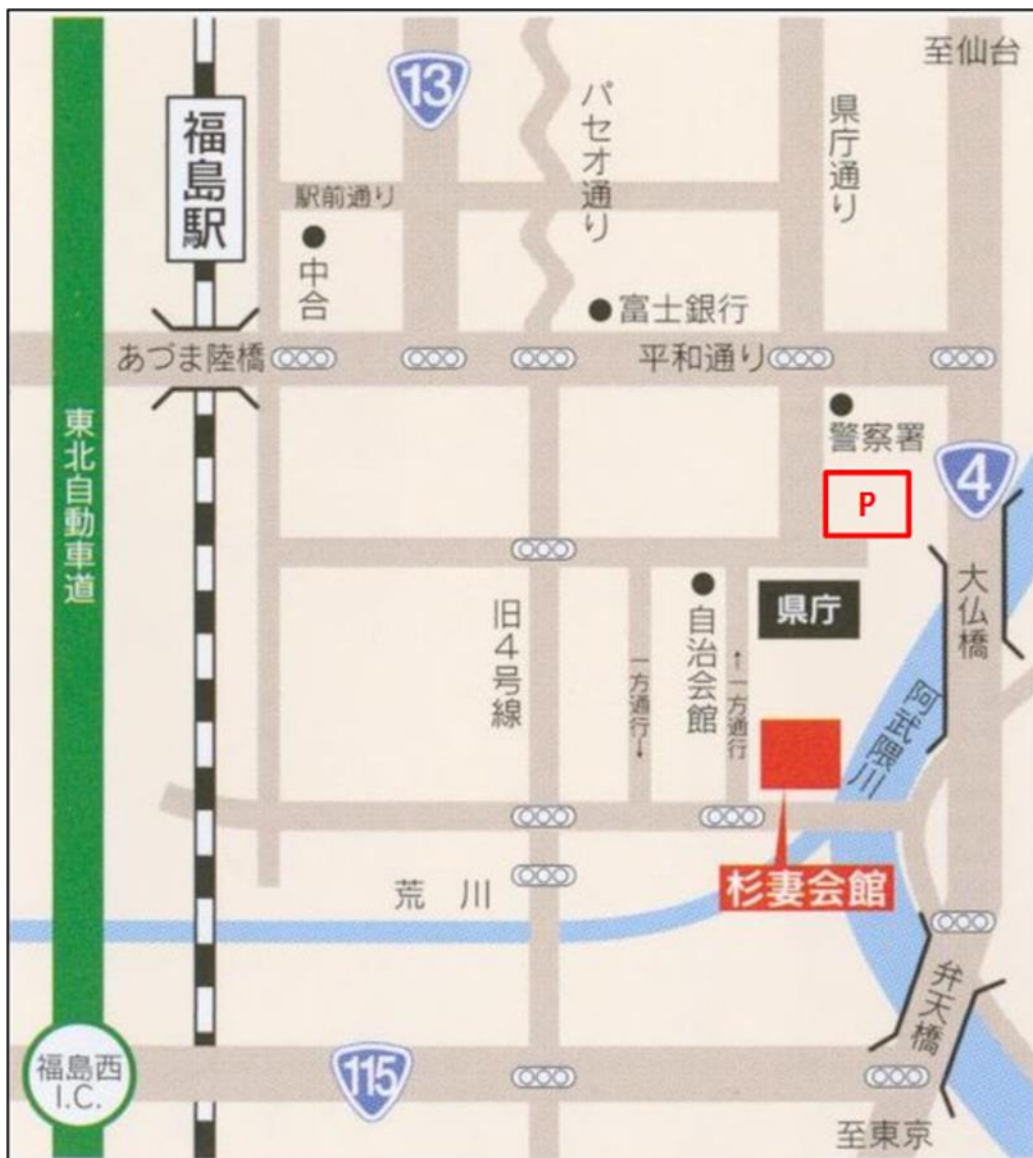 至仙台
13
パセオ通り
県庁通り
福島駅
駅前通り
中合
富士銀行
あづま陸橋
平和通り
東北自動車道
警察署
4
P
旧4号線
自治会館
県庁
大仏橋
一方通行→
←一方通行
阿武隈川
杉妻会館
荒川
弁天橋
福島西
I.C.
115
至東京